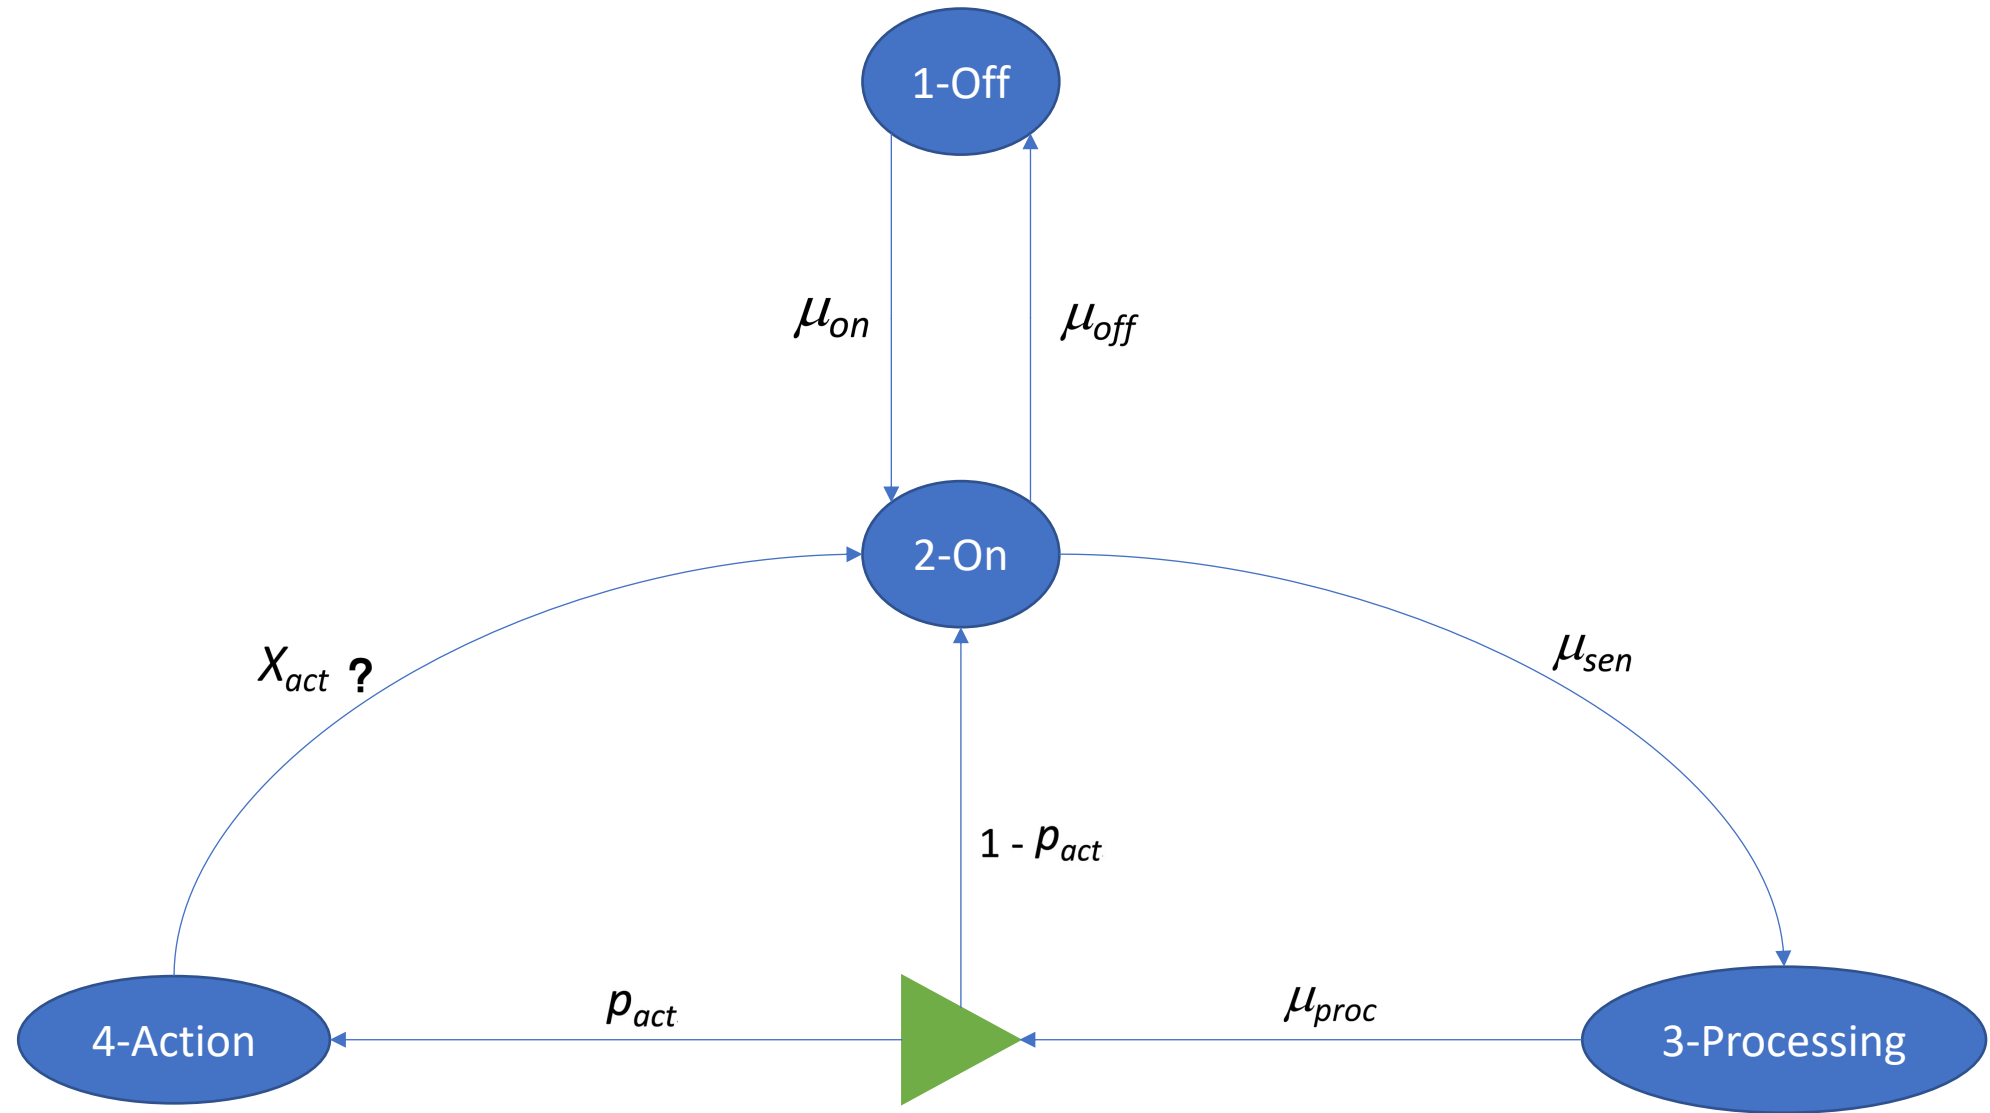 1-Off
μon
μoff
2-On
Xact ?
μsen
1 - pact
pact
μproc
4-Action
3-Processing